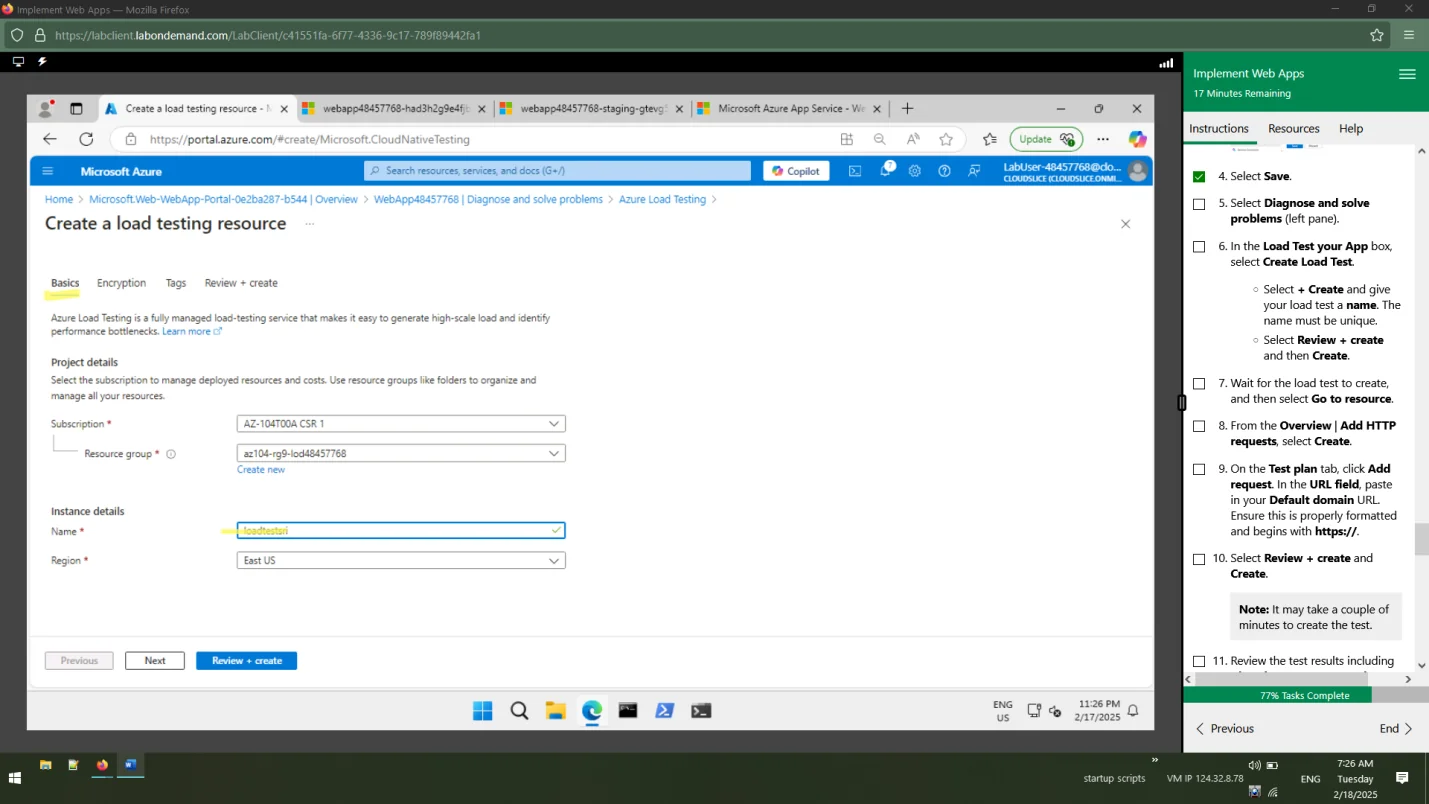 Implement Web Apps — Mozilla Firefox
https://labclient.labondemand.com/LabClient/c41551fa-6f77-4336-9c17-789f89442fa1
Create a load testing resource - M
webapp48457768-had3h2g9e4fjb
webapp48457768-staging-gtevg
Microsoft Azure App Service - We
https://portal.azure.com/#create/Microsoft.CloudNativeTesting
Update
Microsoft Azure
Search resources, services, and docs (G+/)
Copilot
7
LabUser-48457768@clo...
CLOUDSLICE (CLOUDSLICE.ONMI...
Home > Microsoft.Web-WebApp-Portal-0e2ba287-b544 | Overview > WebApp48457768 | Diagnose and solve problems > Azure Load Testing >
Create a load testing resource ...
Basics Encryption Tags Review + create
Azure Load Testing is a fully managed load-testing service that makes it easy to generate high-scale load and identify
performance bottlenecks. Learn more
Project details
Select the subscription to manage deployed resources and costs. Use resource groups like folders to organize and
manage all your resources.
Subscription *
AZ-104T00A CSR 1
Resource group *
az104-rg9-lod48457768
Create new
Instance details
Name *
loadtestsri
Region *
East US
Previous
Next
Review + create
ENG
US
11:26 PM
2/17/2025
Implement Web Apps
17 Minutes Remaining
Instructions Resources Help
4. Select Save.
5. Select Diagnose and solve
problems (left pane).
6. In the Load Test your App box,
select Create Load Test.
Select + Create and give
your load test a name. The
name must be unique.
Select Review + create
and then Create.
7. Wait for the load test to create,
and then select Go to resource.
8. From the Overview | Add HTTP
requests, select Create.
9. On the Test plan tab, click Add
request. In the URL field, paste
in your Default domain URL.
Ensure this is properly formatted
and begins with https://.
10. Select Review + create and
Create.
Note: It may take a couple of
minutes to create the test.
11. Review the test results including
77% Tasks Complete
< Previous
End >
startup scripts
VM IP 124.32.8.78
ENG
7:26 AM
Tuesday
2/18/2025